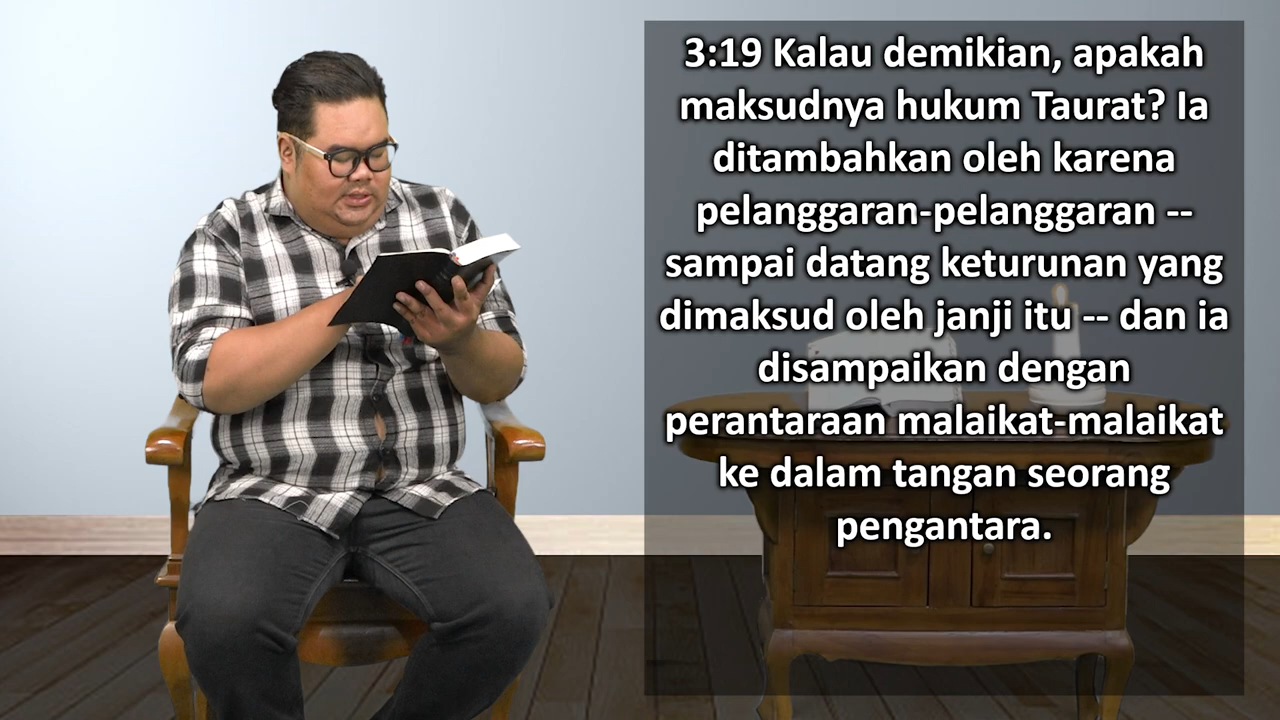 3:19 Kalau demikian, apakah
maksudnya hukum Taurat? Ia
ditambahkan oleh karena
pelanggaran-pelanggaran --
sampai datang keturunan yang
dimaksud oleh janji itu -- dan ia
disampaikan dengan
perantaraan malaikat-malaikat
ke dalam tangan seorang
pengantara.